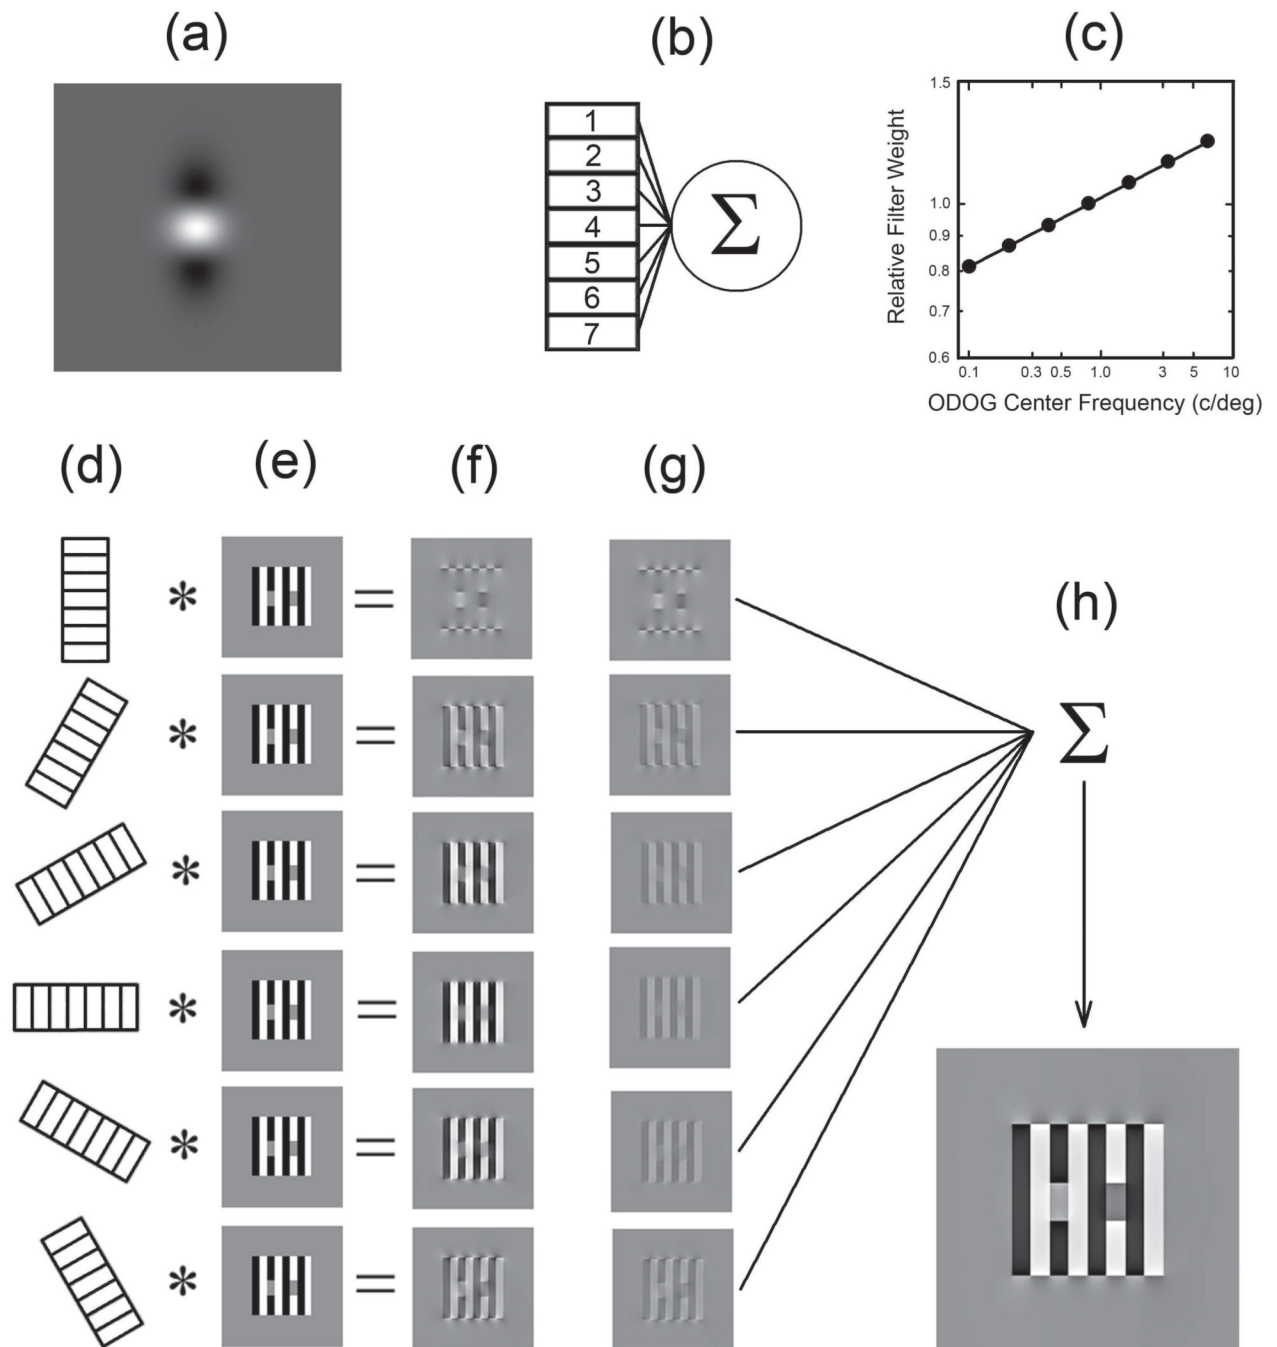 (a)
(b)
(c)
1
2
3
4
5
6
7
Σ
1.5
1.0
0.9
0.8
0.7
0.6
Relative Filter Weight
0.1 0.3 0.5 1.0 3 5 10
ODOG Center Frequency (c/deg)
(d) (e) (f) (g)
* =
* =
* =
* =
* =
* =
(h)
Σ